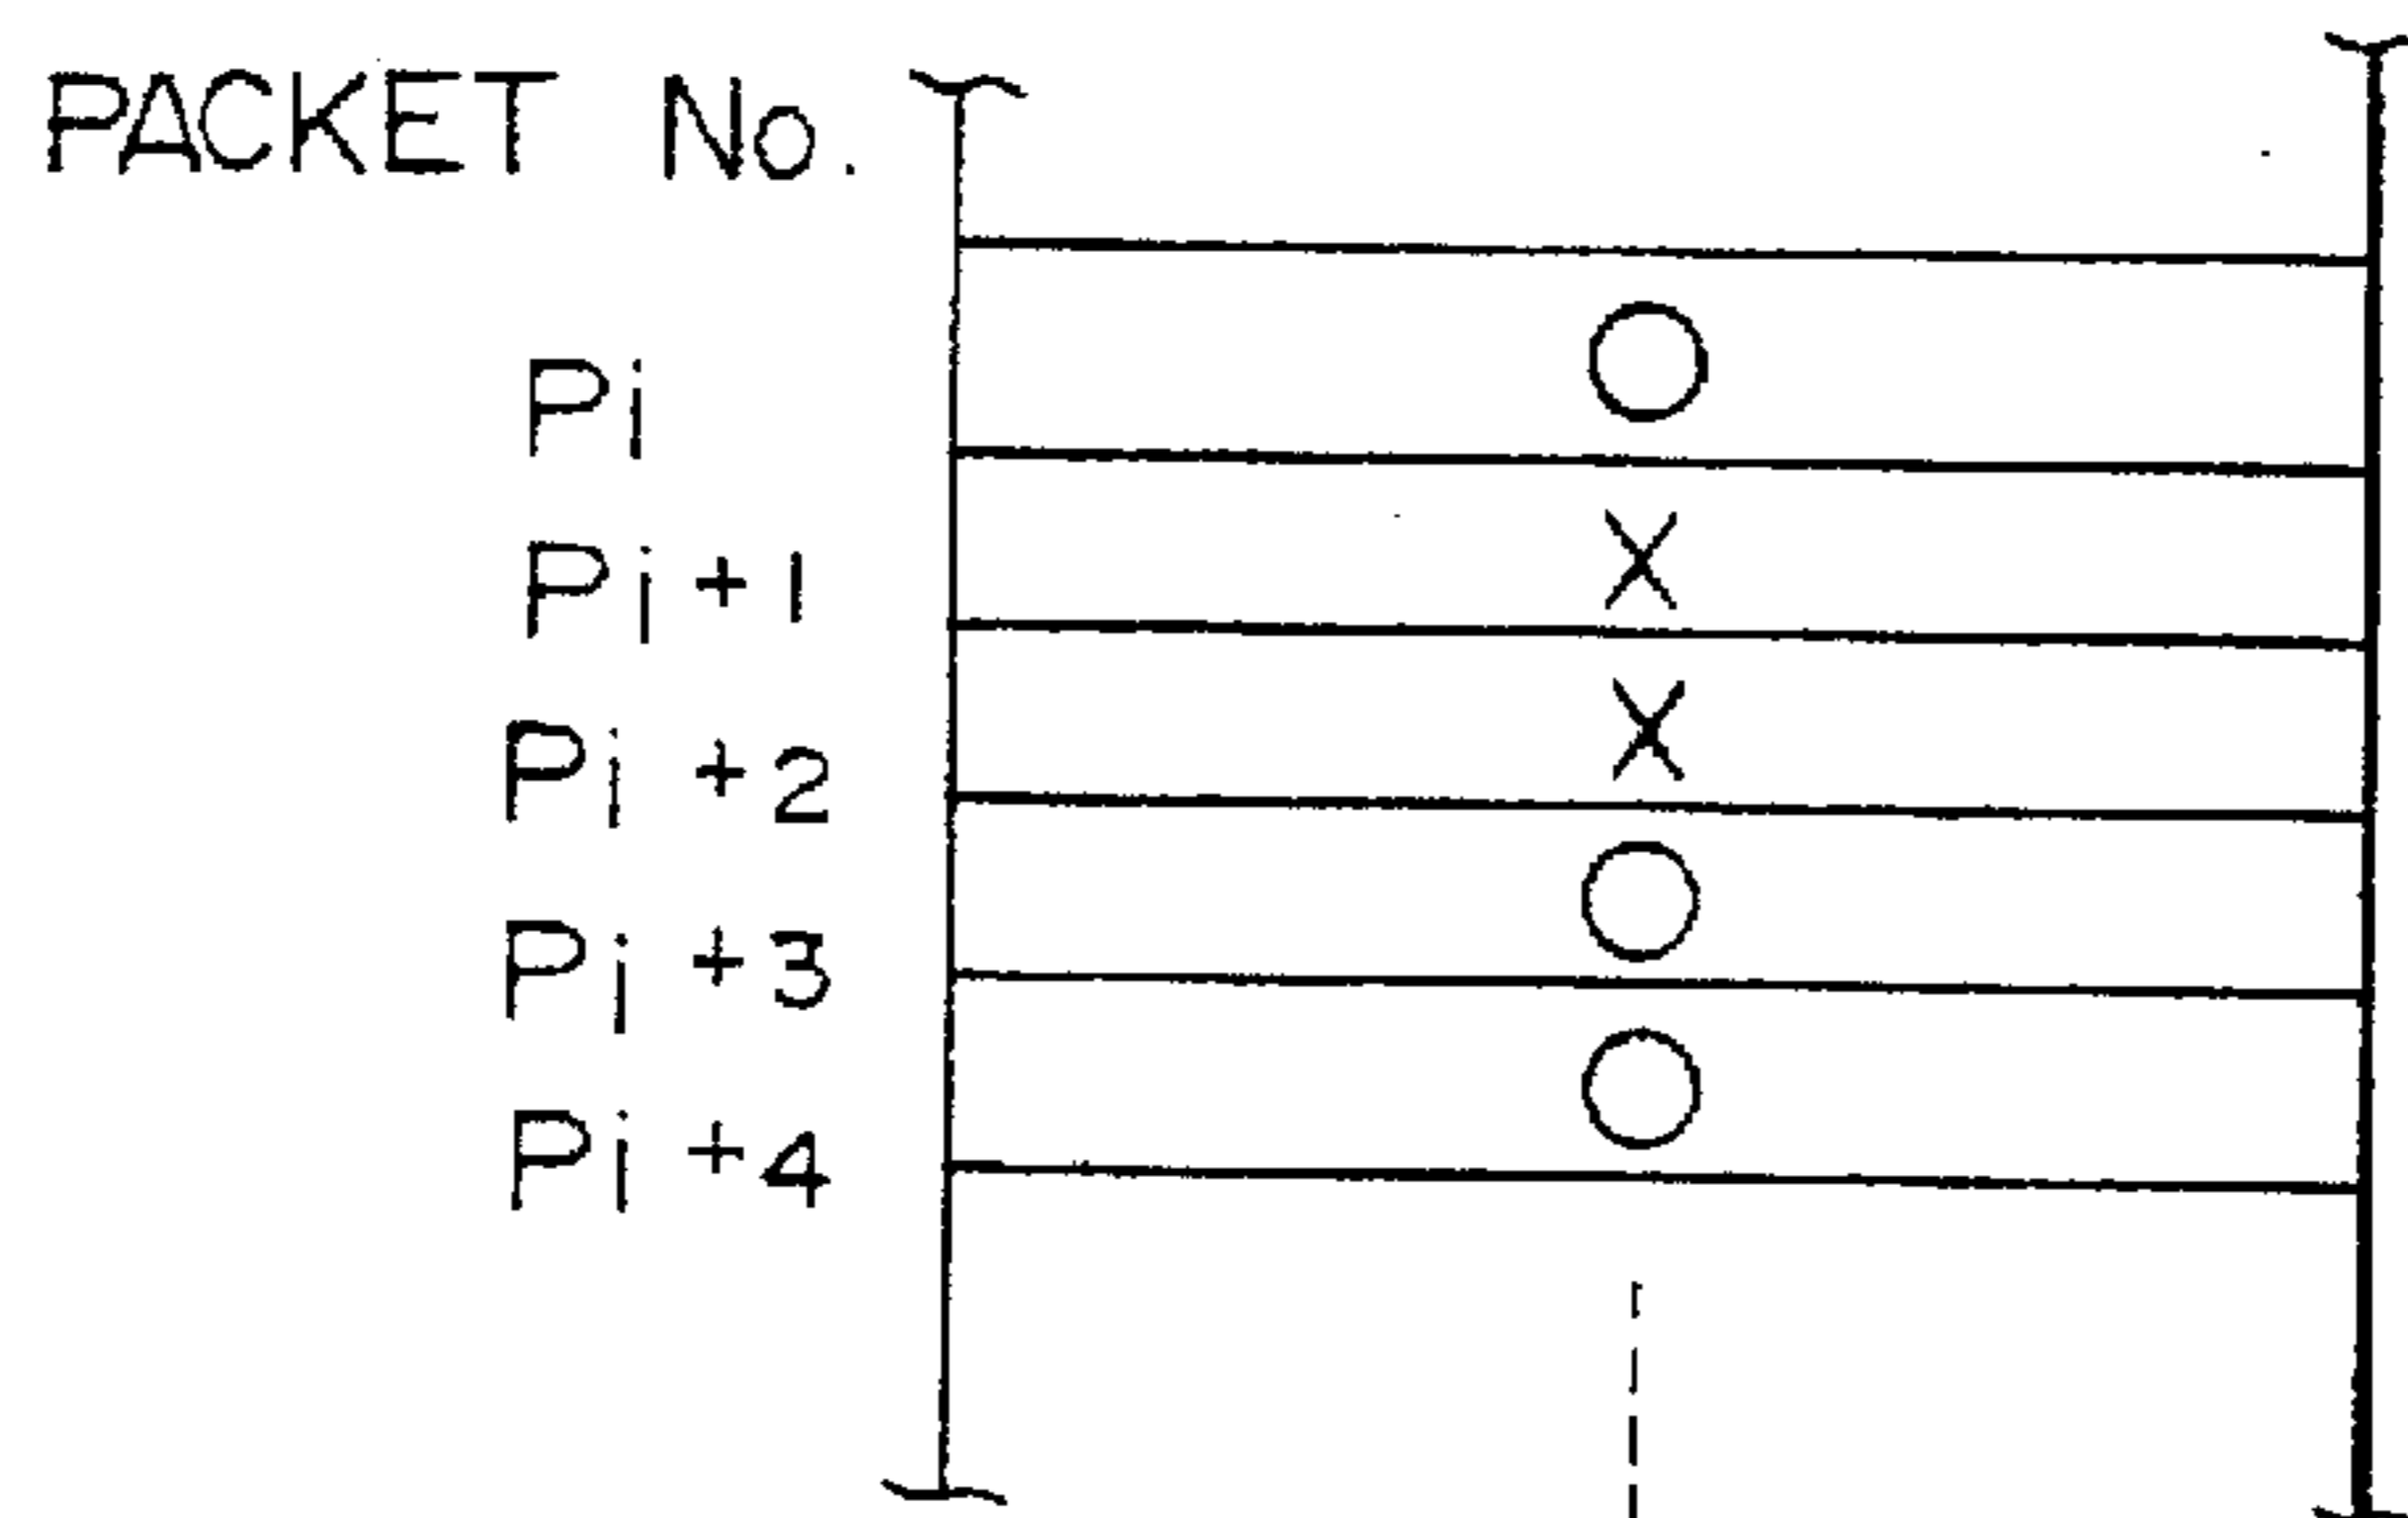 PACKET No.
Pi ○
Pi+1 X
Pi+2 X
Pi+3 ○
Pi+4 ○